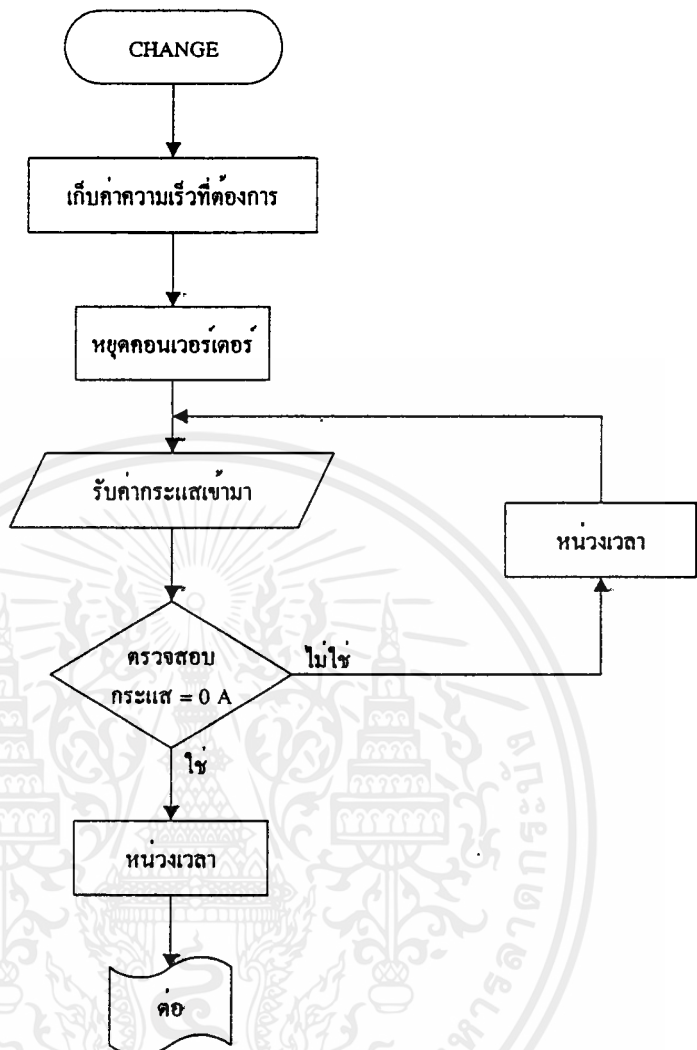 CHANGE
เก็บค่าความเร็วที่ต้องการ
หยุดคอนเวอร์เตอร์
รับค่ากระแสเข้ามา
หน่วงเวลา
ตรวจสอบ
กระแส = 0 A
ไม่ใช่
ใช่
หน่วงเวลา
ต่อ